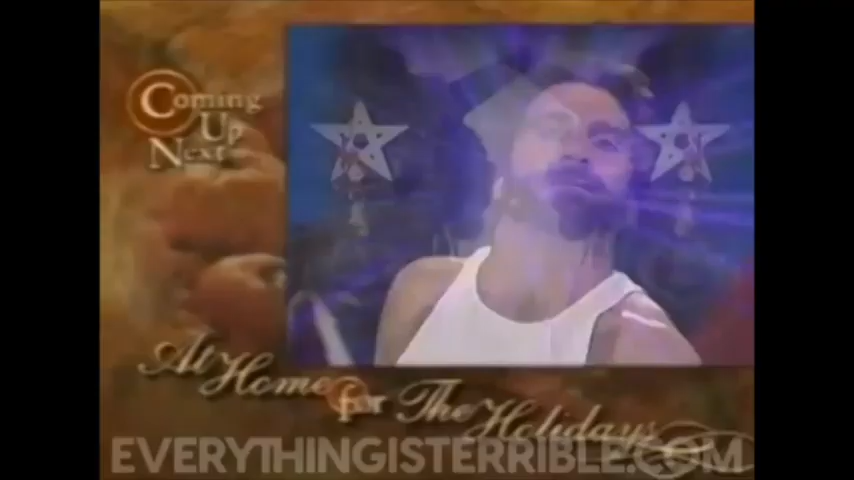 Coming
Up
Next
At Home for The Holidays
EVERYTHINGISTERRIBLE.COM